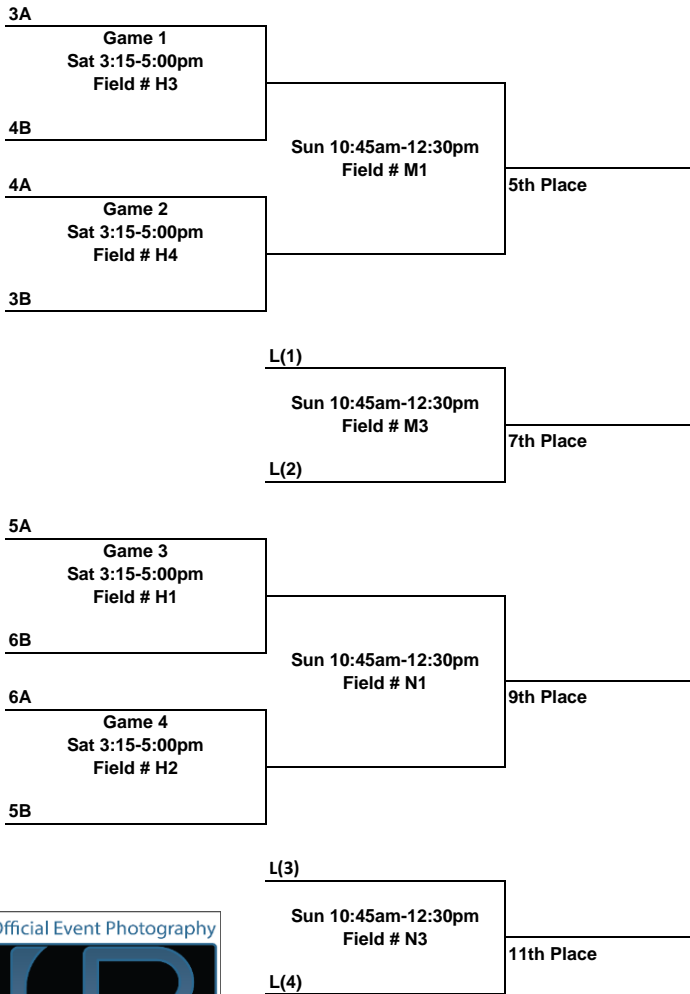 3A
Game 1
Sat 3:15-5:00pm
Field # H3
4B
Sun 10:45am-12:30pm
Field # M1
5th Place
4A
Game 2
Sat 3:15-5:00pm
Field # H4
3B
L(1)
Sun 10:45am-12:30pm
Field # M3
7th Place
L(2)
5A
Game 3
Sat 3:15-5:00pm
Field # H1
6B
Sun 10:45am-12:30pm
Field # N1
9th Place
6A
Game 4
Sat 3:15-5:00pm
Field # H2
5B
L(3)
Sun 10:45am-12:30pm
Field # N3
11th Place
L(4)
Official Event Photography